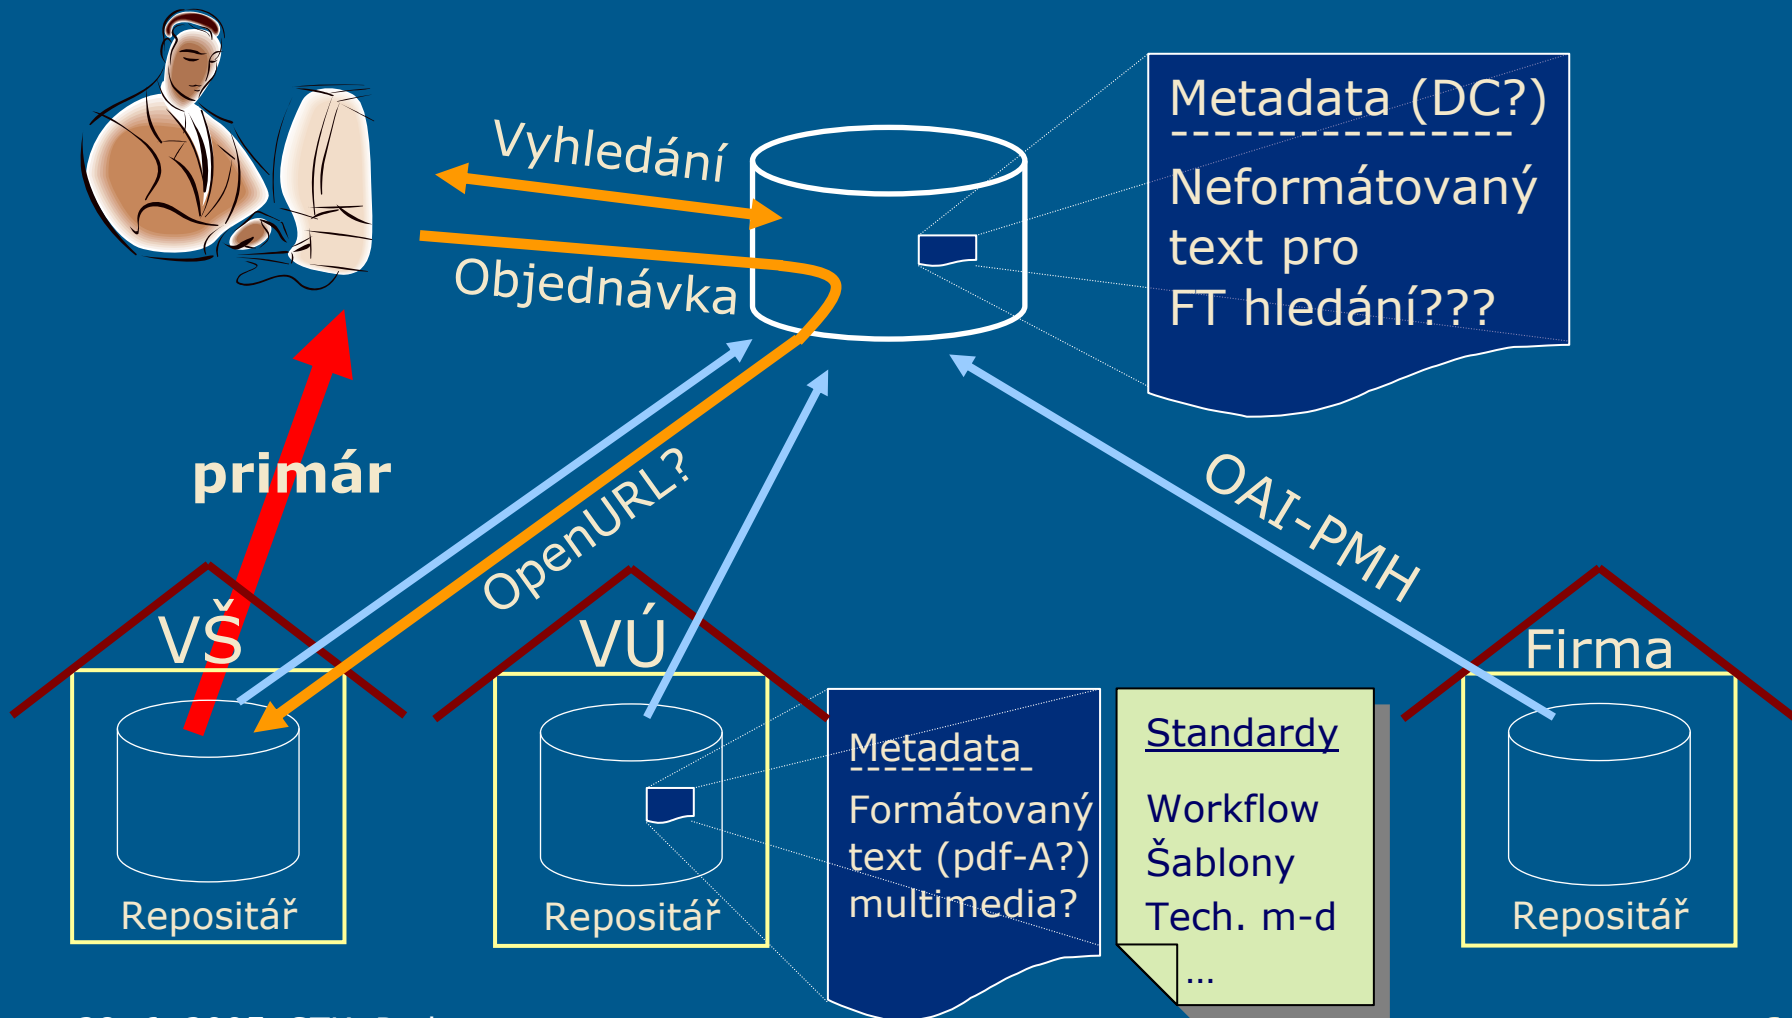 Metadata (DC?)
Neformátovaný
text pro
FT hledání???
Vyhledání
Objednávka
primár
OpenURL?
OAI-PMH
VŠ
VÚ
Firma
Metadata
Formátovaný
text (pdf-A?)
multimedia?
Standardy
Workflow
Šablony
Tech. m-d
...
Repositář
Repositář
Repositář